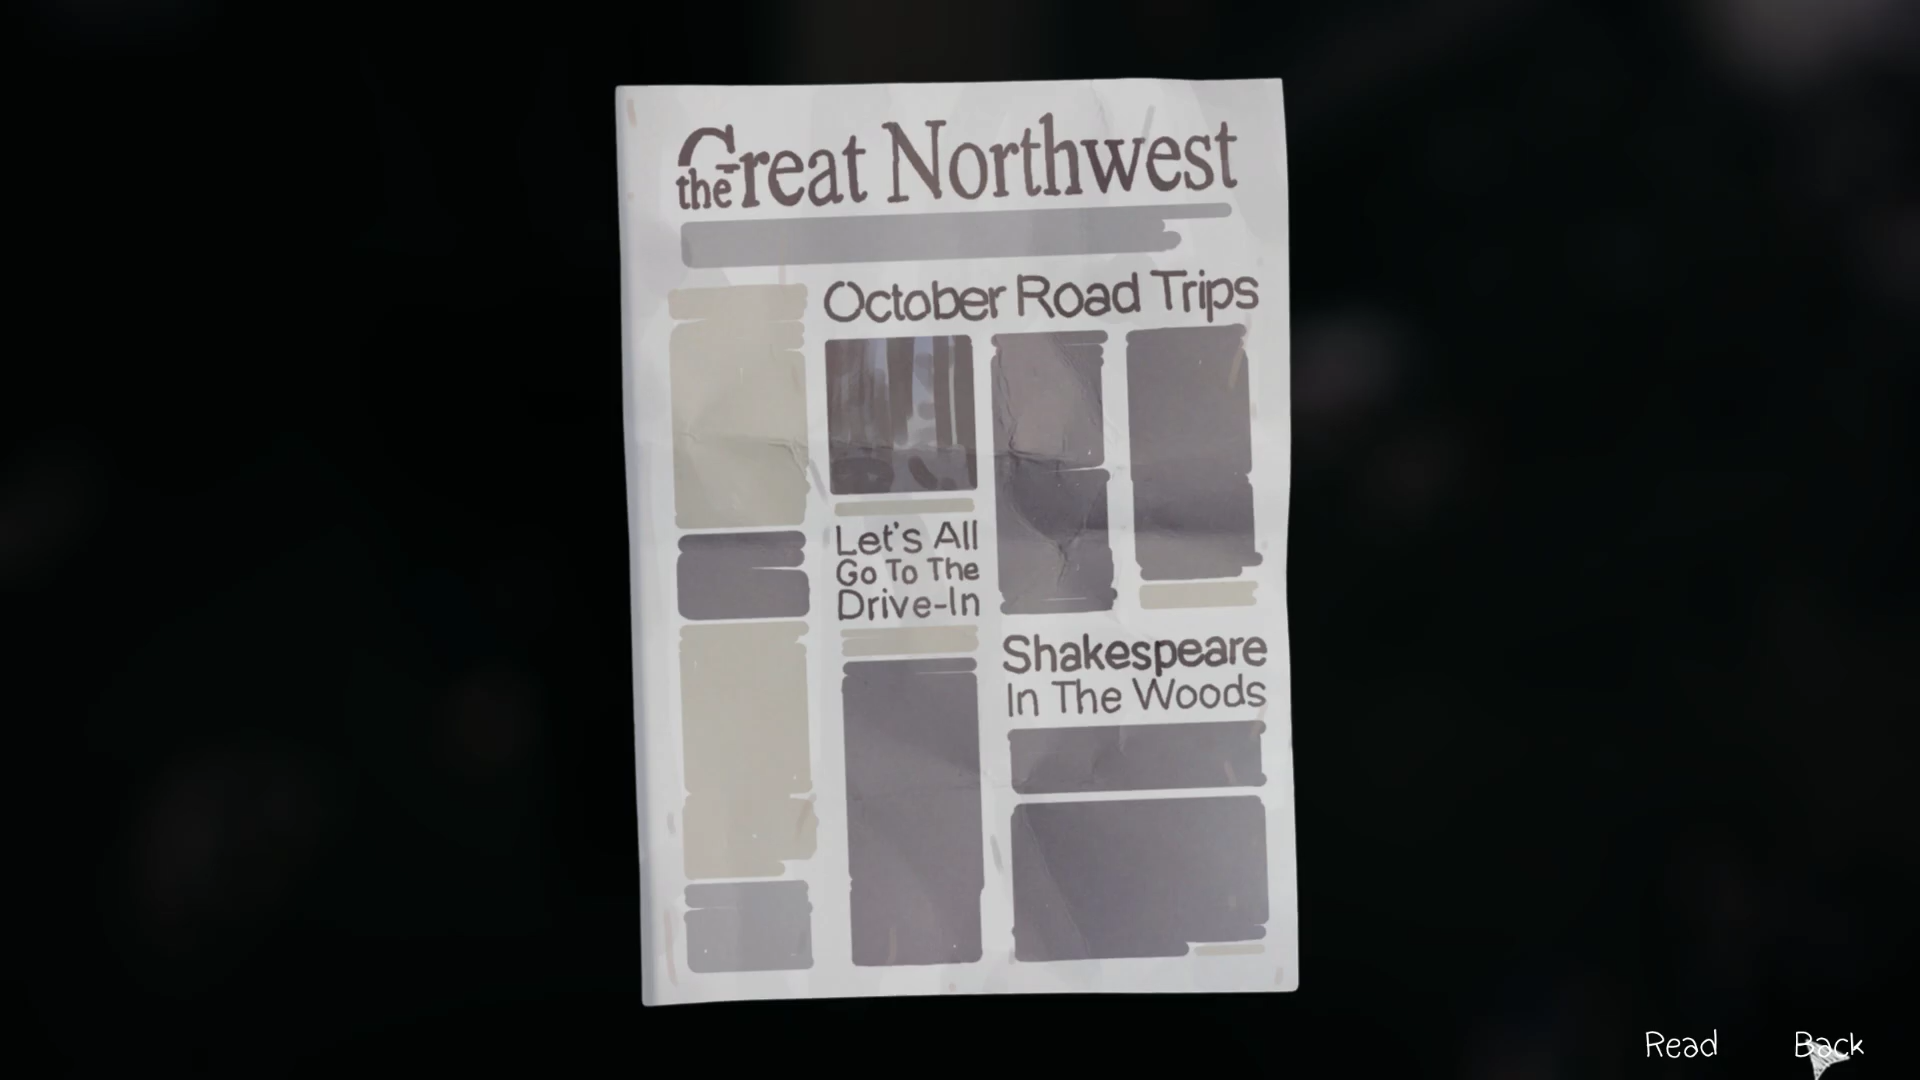 the Great Northwest
October Road Trips
Let's All
Go To The
Drive-In
Shakespeare
In The Woods
Read
Back